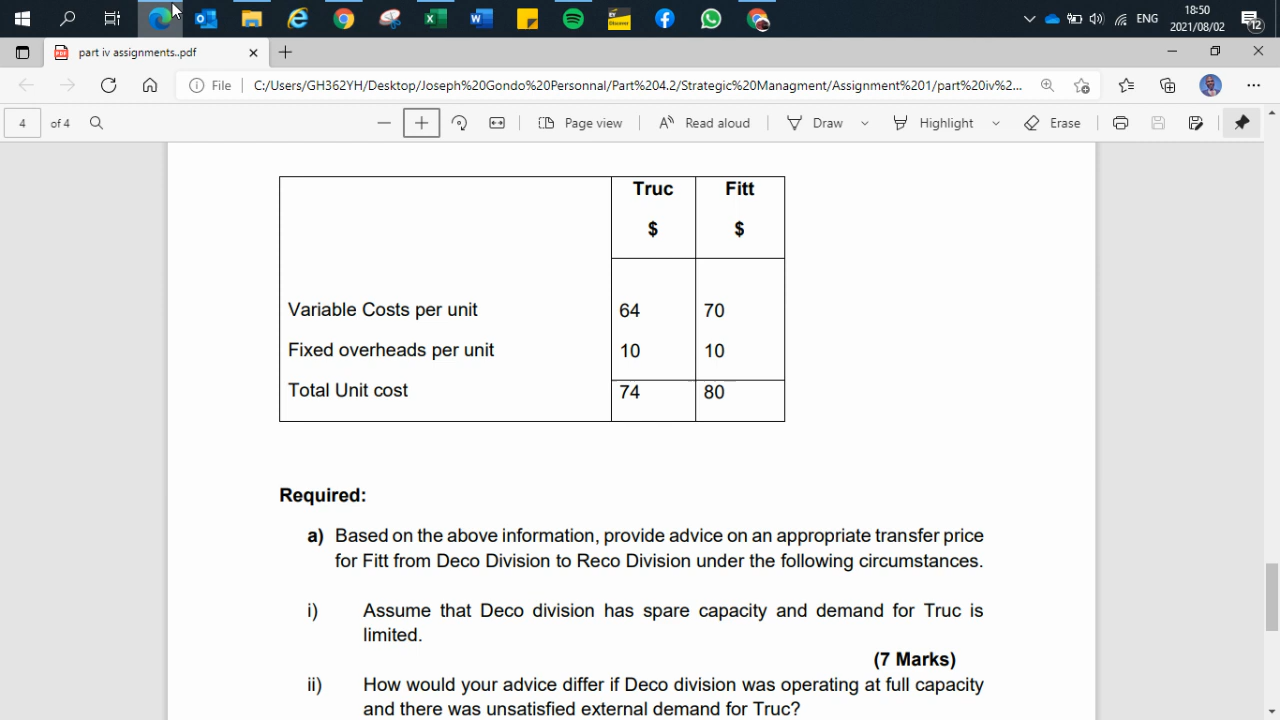 18:50
ENG
2021/08/02
12
part iv assignments..pdf
File C:/Users/GH362YH/Desktop/Joseph%20Gondo%20Personnal/Part%204.2/Strategic%20Managment/Assignment%201/part%20iv%2...
4 of 4 Page view Read aloud Draw Highlight Erase
Truc Fitt
$ $
Variable Costs per unit 64 70
Fixed overheads per unit 10 10
Total Unit cost 74 80
Required:
a) Based on the above information, provide advice on an appropriate transfer price
for Fitt from Deco Division to Reco Division under the following circumstances.
i) Assume that Deco division has spare capacity and demand for Truc is
limited.
(7 Marks)
ii) How would your advice differ if Deco division was operating at full capacity
and there was unsatisfied external demand for Truc?